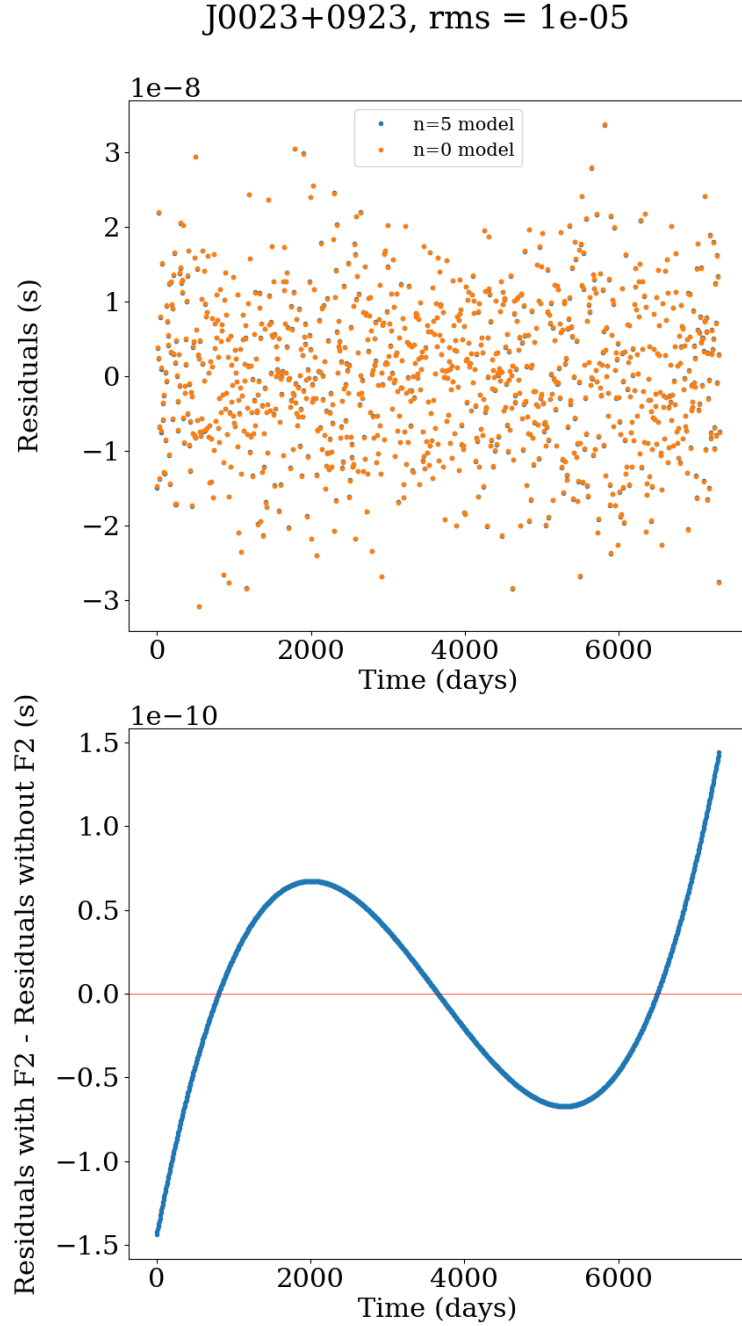 J0023+0923, rms = 1e-05
1e−8
n=5 model
n=0 model
3
2
1
0
−1
−2
−3
Residuals (s)
0 2000 4000 6000
Time (days)
1e−10
1.5
1.0
0.5
0.0
−0.5
−1.0
−1.5
Residuals with F2 - Residuals without F2 (s)
0 2000 4000 6000
Time (days)